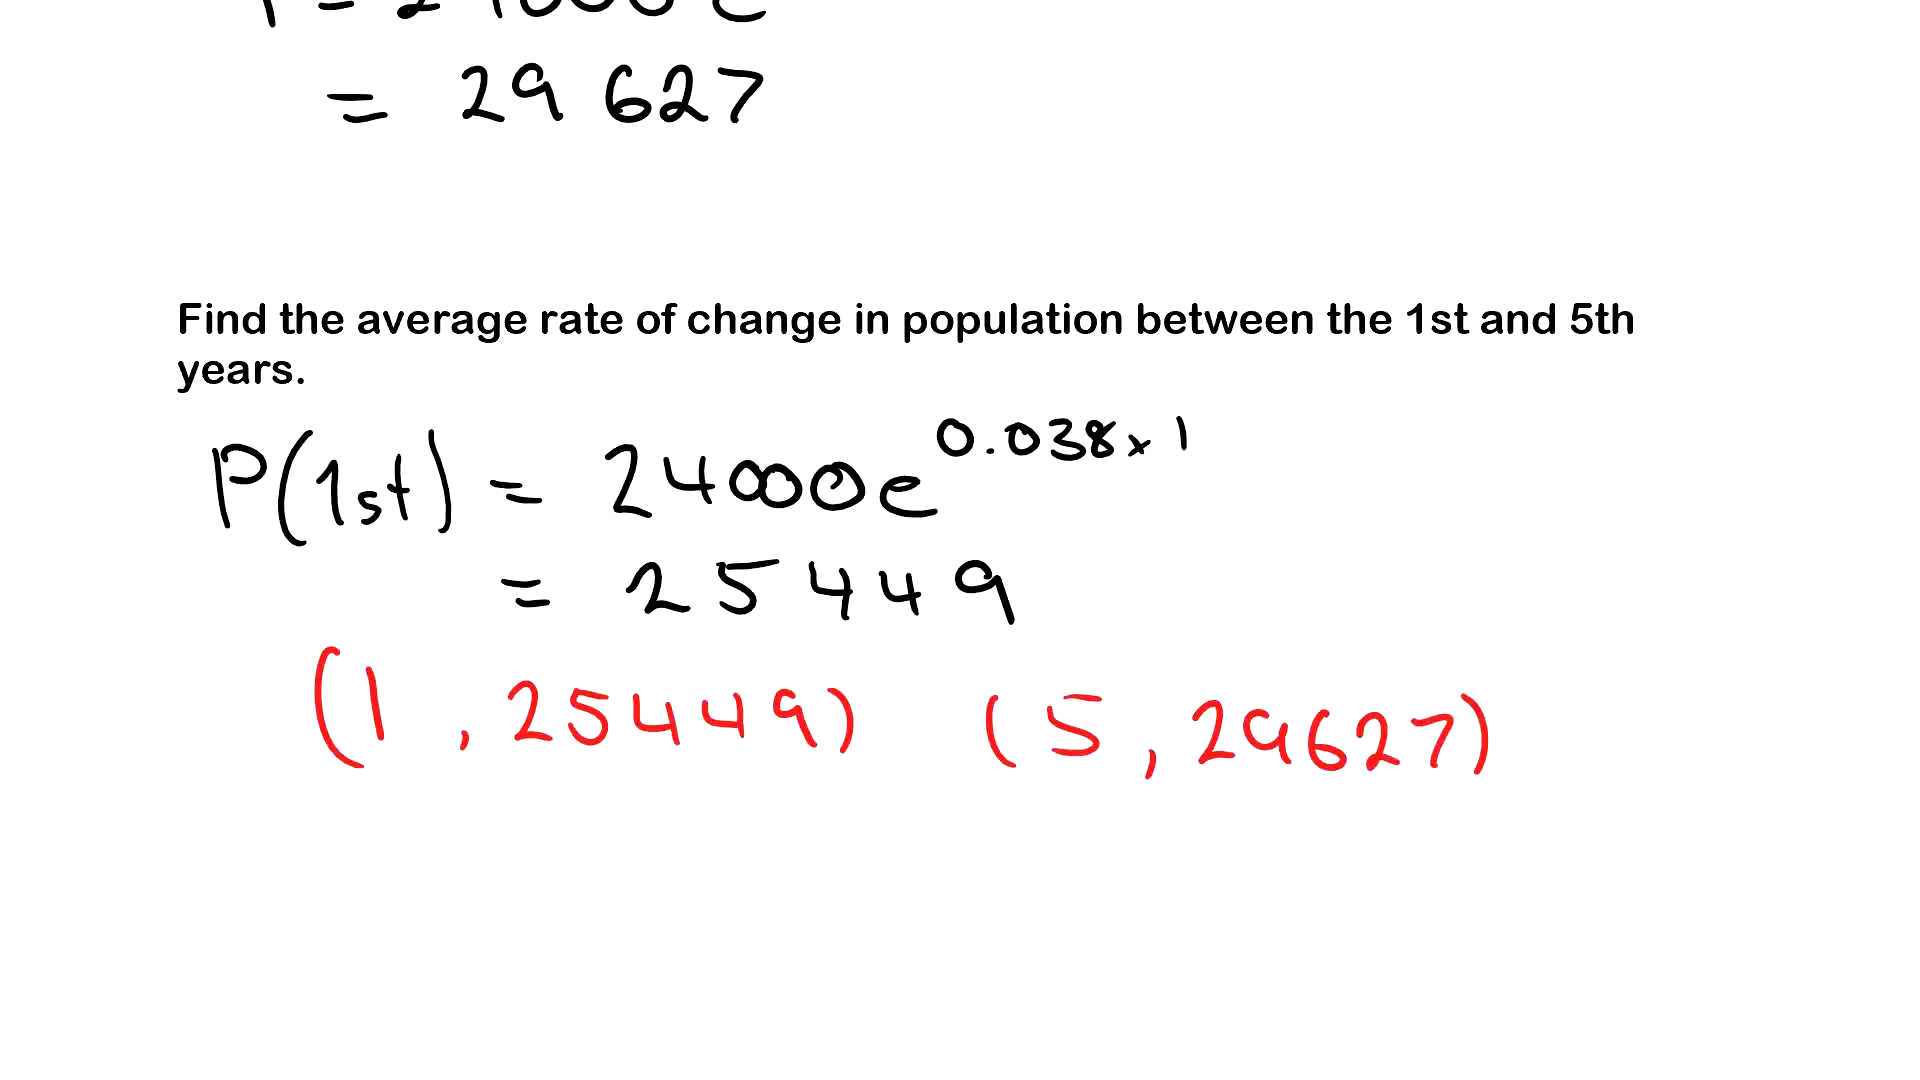 = 29 627
Find the average rate of change in population between the 1st and 5th
years.
P(1st) = 24000e^0.038×1
= 25449
(1, 25449) (5, 29627)